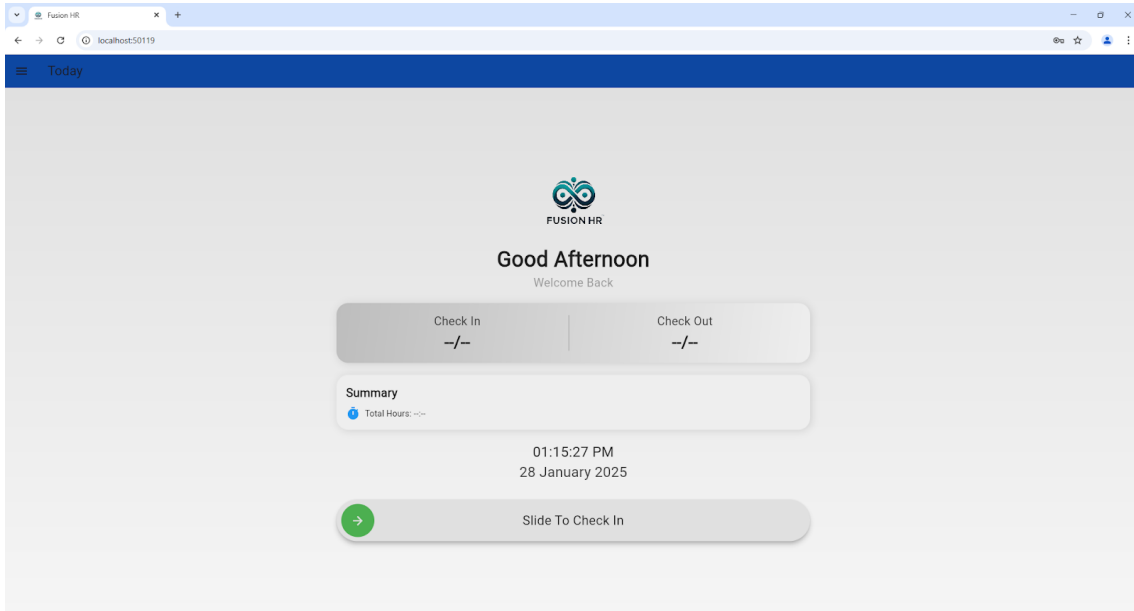 Fusion HR
localhost:50119
Today
FUSION HR
Good Afternoon
Welcome Back
Check In
Check Out
--/--
--/--
Summary
Total Hours: --:--
01:15:27 PM
28 January 2025
Slide To Check In